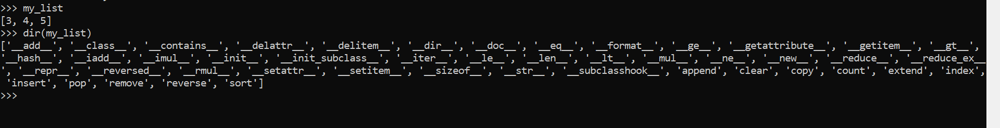 >>> my_list
[3, 4, 5]
>>> dir(my_list)
['__add__', '__class__', '__contains__', '__delattr__', '__delitem__', '__dir__', '__doc__', '__eq__', '__format__', '__ge__', '__getattribute__', '__getitem__', '__gt__',
'__hash__', '__iadd__', '__imul__', '__init__', '__init_subclass__', '__iter__', '__le__', '__len__', '__lt__', '__mul__', '__ne__', '__new__', '__reduce__', '__reduce_ex__
', '__repr__', '__reversed__', '__rmul__', '__setattr__', '__setitem__', '__sizeof__', '__str__', '__subclasshook__', 'append', 'clear', 'copy', 'count', 'extend', 'index',
 'insert', 'pop', 'remove', 'reverse', 'sort']
>>>